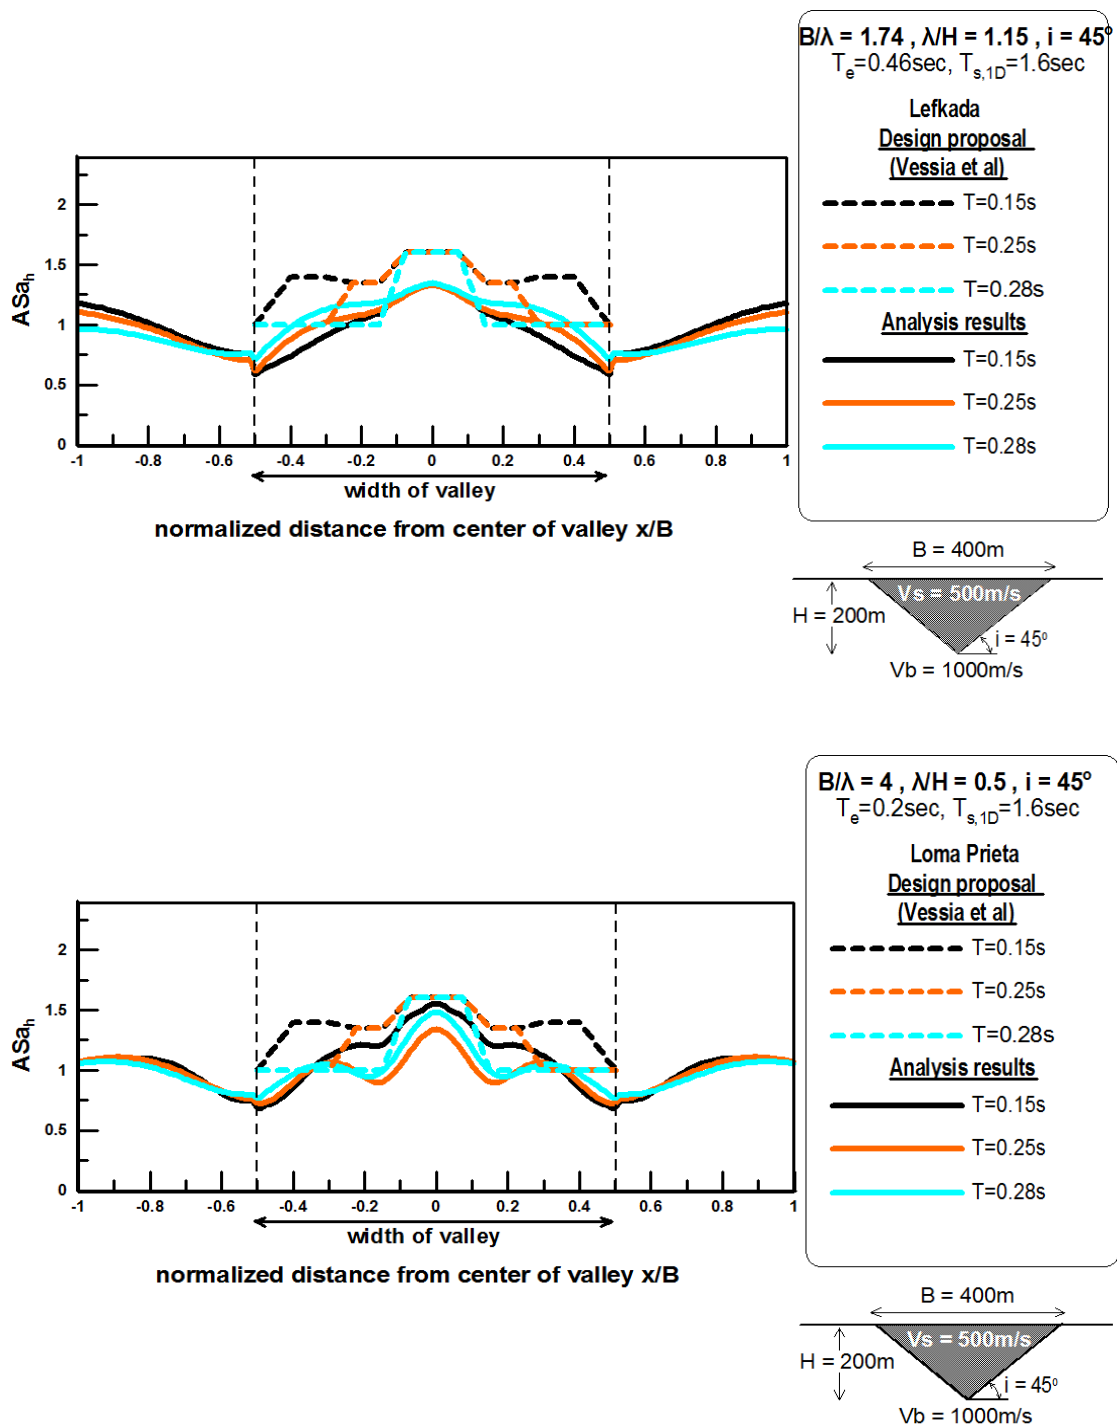 B/λ = 1.74 , λ/H = 1.15 , i = 45º
Te=0.46sec, Ts,1D=1.6sec
Lefkada
Design proposal
(Vessia et al)
T=0.15s
T=0.25s
T=0.28s
Analysis results
T=0.15s
T=0.25s
T=0.28s
ASah
2
1.5
1
0.5
0
-1 -0.8 -0.6 -0.4 -0.2 0 0.2 0.4 0.6 0.8 1
width of valley
normalized distance from center of valley x/B
B = 400m
Vs = 500m/s
H = 200m
i = 45º
Vb = 1000m/s
B/λ = 4 , λ/H = 0.5 , i = 45º
Te=0.2sec, Ts,1D=1.6sec
Loma Prieta
Design proposal
(Vessia et al)
T=0.15s
T=0.25s
T=0.28s
Analysis results
T=0.15s
T=0.25s
T=0.28s
ASah
2
1.5
1
0.5
0
-1 -0.8 -0.6 -0.4 -0.2 0 0.2 0.4 0.6 0.8 1
width of valley
normalized distance from center of valley x/B
B = 400m
Vs = 500m/s
H = 200m
i = 45º
Vb = 1000m/s